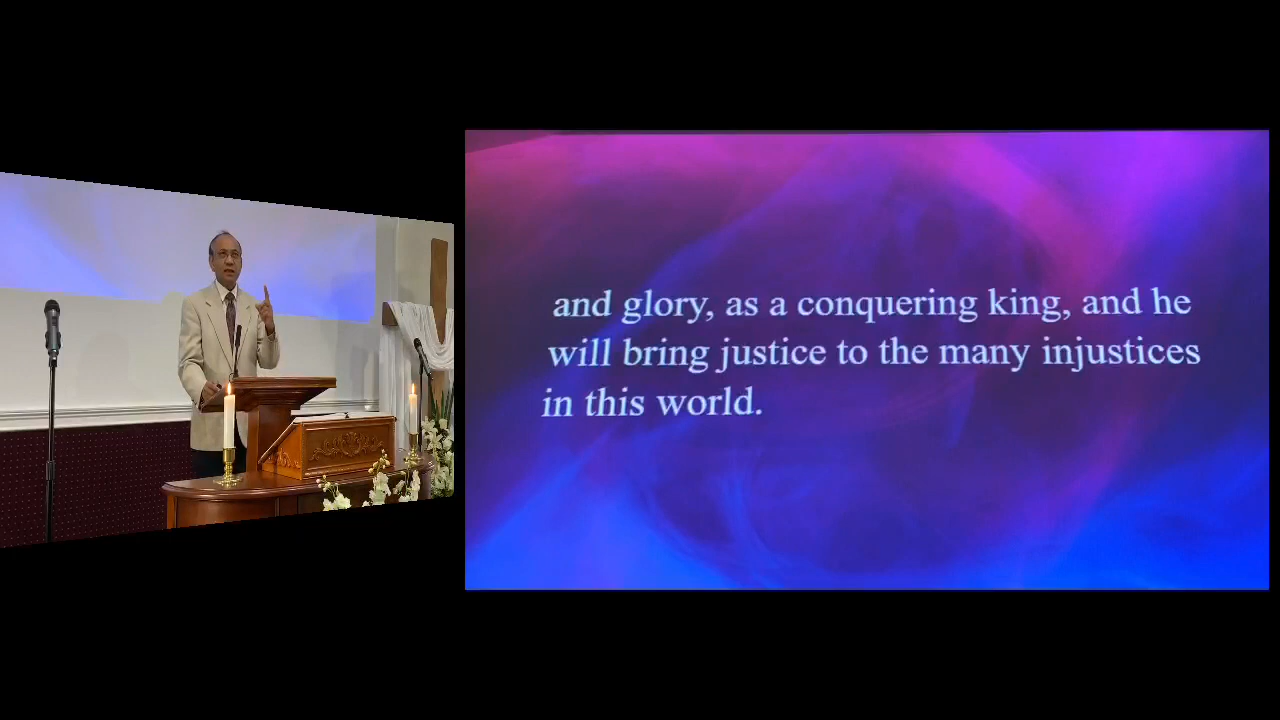 and glory, as a conquering king, and he
will bring justice to the many injustices
in this world.